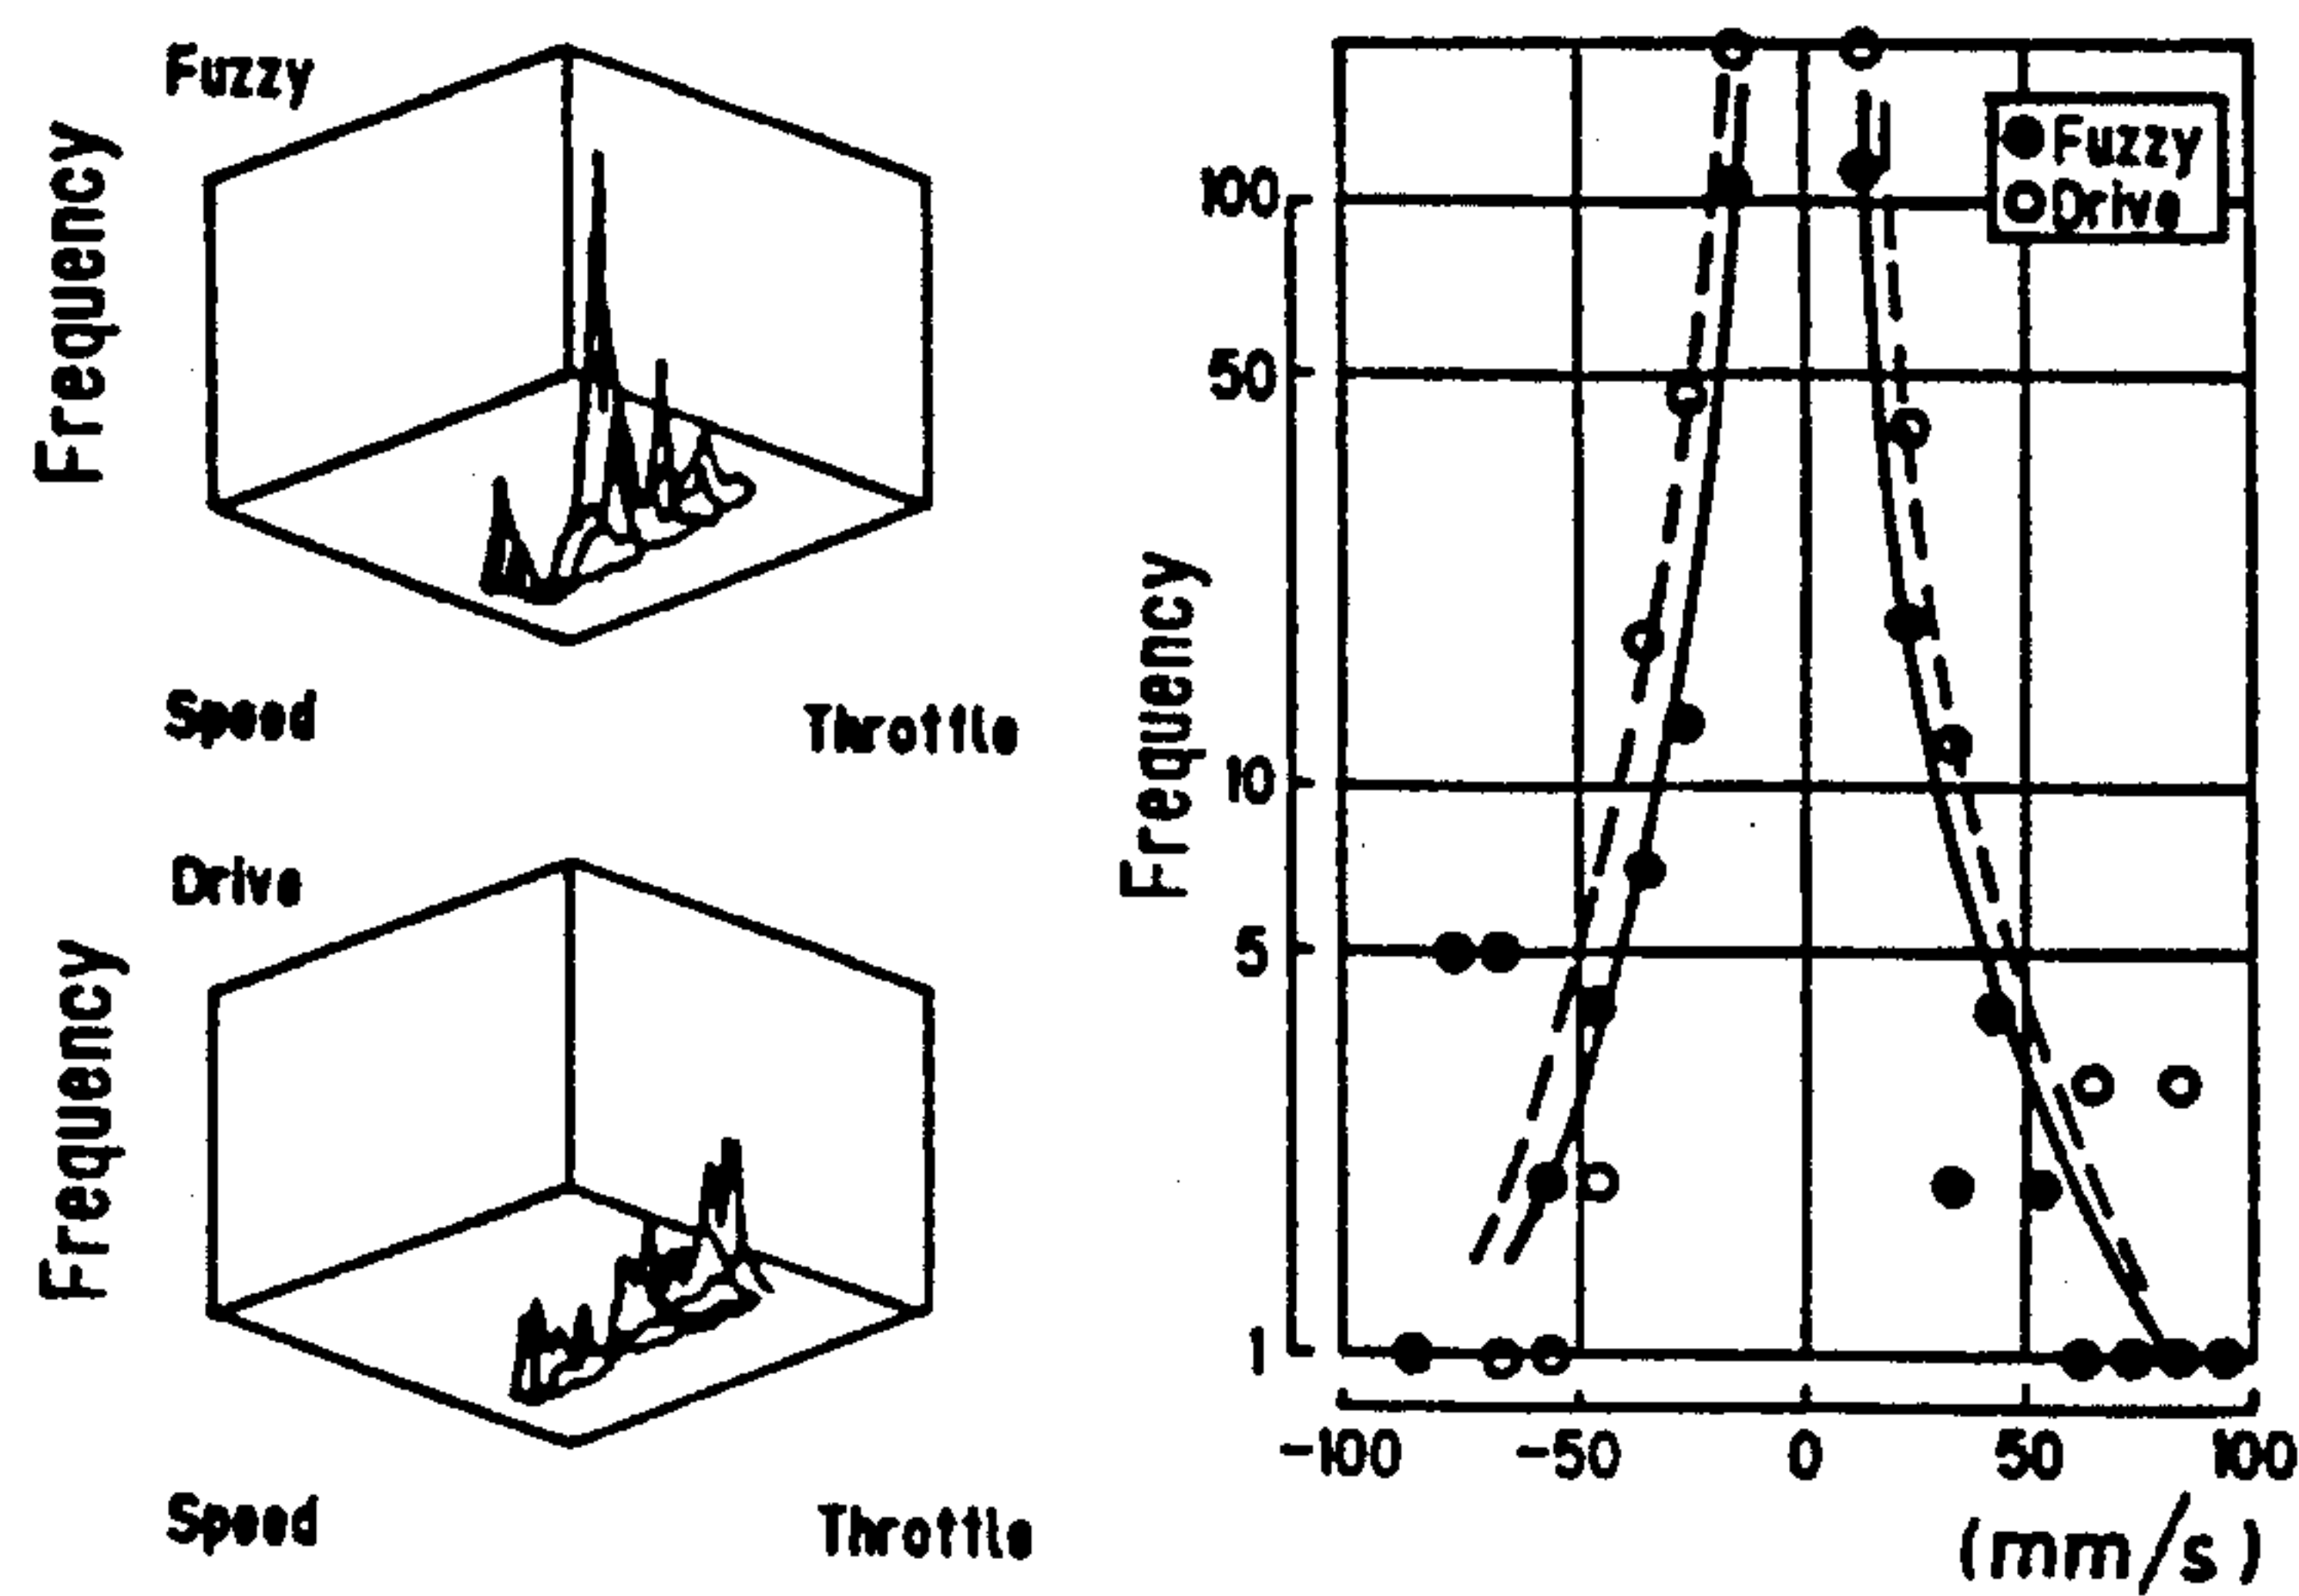 Fuzzy
Frequency
Speed
Throttle
Drive
Frequency
Speed
Throttle
Fuzzy
Drive
Frequency
100
50
10
5
1
-100 -50 0 50 100
(mm/s)